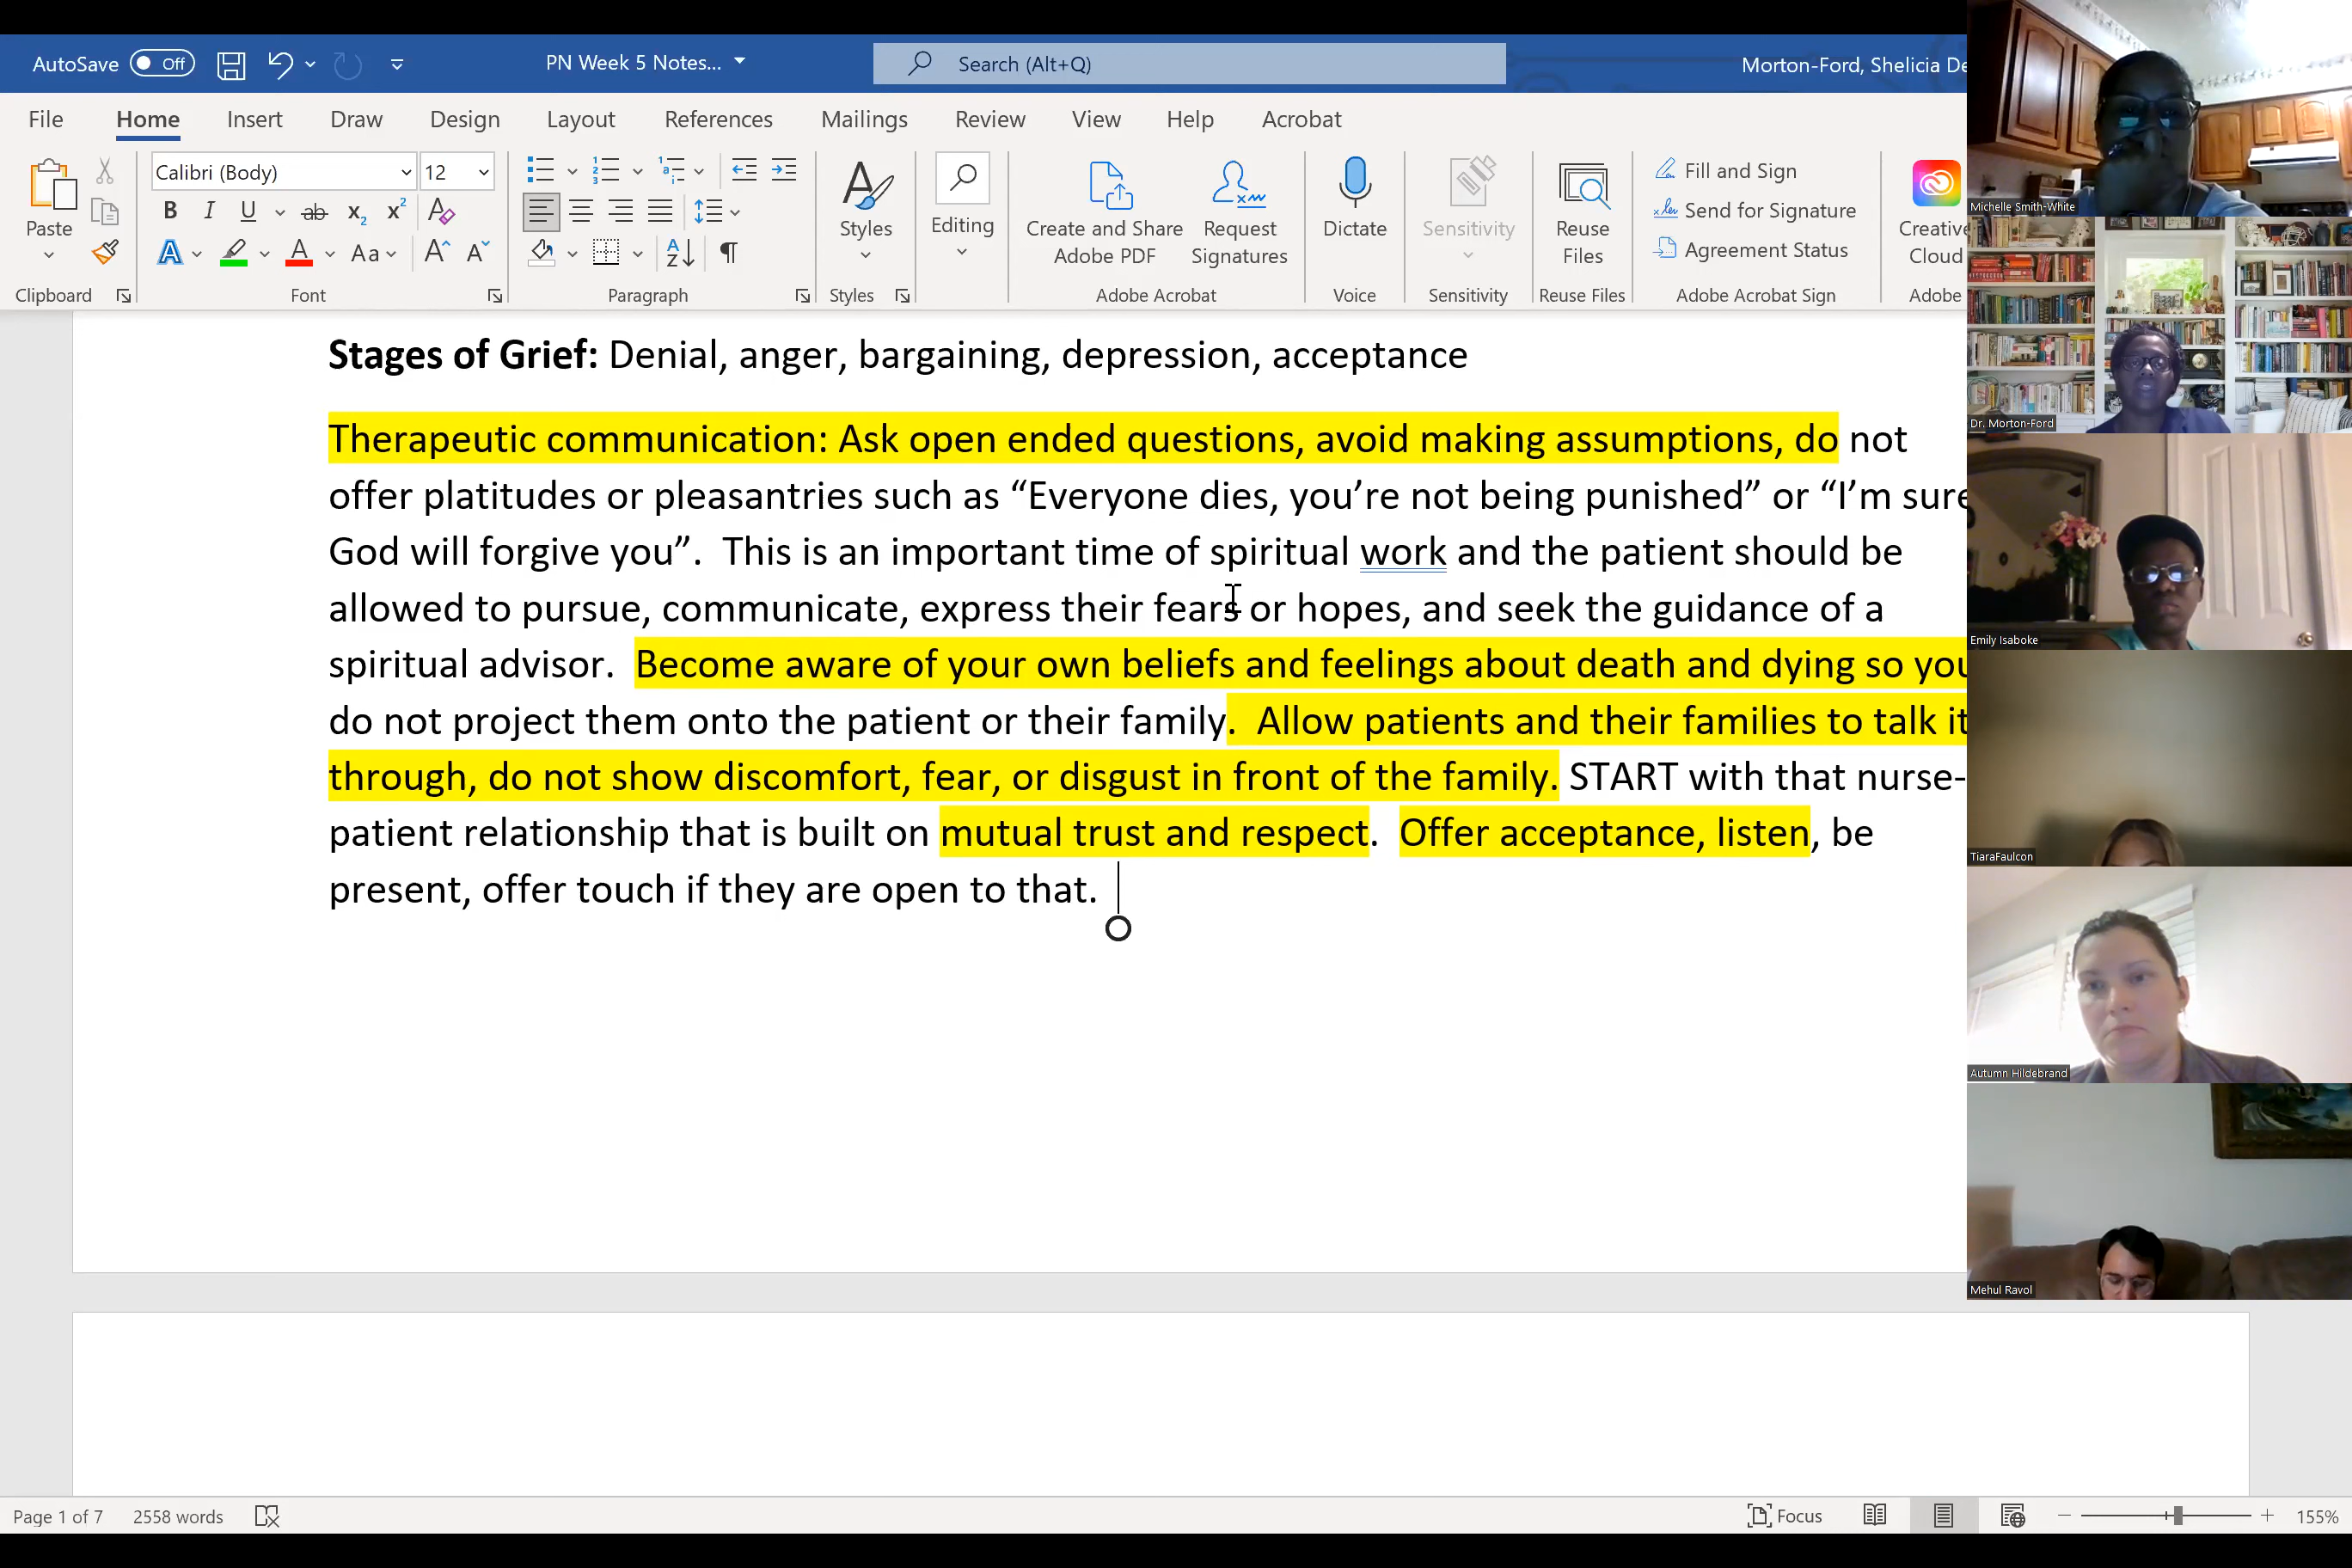 AutoSave Off PN Week 5 Notes... Search (Alt+Q) Morton-Ford, Shelicia De
File Home Insert Draw Design Layout References Mailings Review View Help Acrobat
Calibri (Body) 12
Paste
B I U ab x2 x2 A
A A Aa A A
Styles
Editing
Create and Share
Adobe PDF
Request
Signatures
Dictate
Sensitivity
Reuse
Files
Fill and Sign
Send for Signature
Agreement Status
Creative
Cloud
Clipboard Font Paragraph Styles Adobe Acrobat Voice Sensitivity Reuse Files Adobe Acrobat Sign Adobe
Stages of Grief: Denial, anger, bargaining, depression, acceptance
Therapeutic communication: Ask open ended questions, avoid making assumptions, do not
offer platitudes or pleasantries such as “Everyone dies, you’re not being punished” or “I’m sure
God will forgive you”.  This is an important time of spiritual work and the patient should be
allowed to pursue, communicate, express their fears or hopes, and seek the guidance of a
spiritual advisor.  Become aware of your own beliefs and feelings about death and dying so you
do not project them onto the patient or their family.  Allow patients and their families to talk it
through, do not show discomfort, fear, or disgust in front of the family. START with that nurse-
patient relationship that is built on mutual trust and respect.  Offer acceptance, listen, be
present, offer touch if they are open to that.
Michelle Smith-White
Dr. Morton-Ford
Emily Isaboke
TiaraFaulcon
Autumn Hildebrand
Mehul Ravol
Page 1 of 7 2558 words Focus 155%